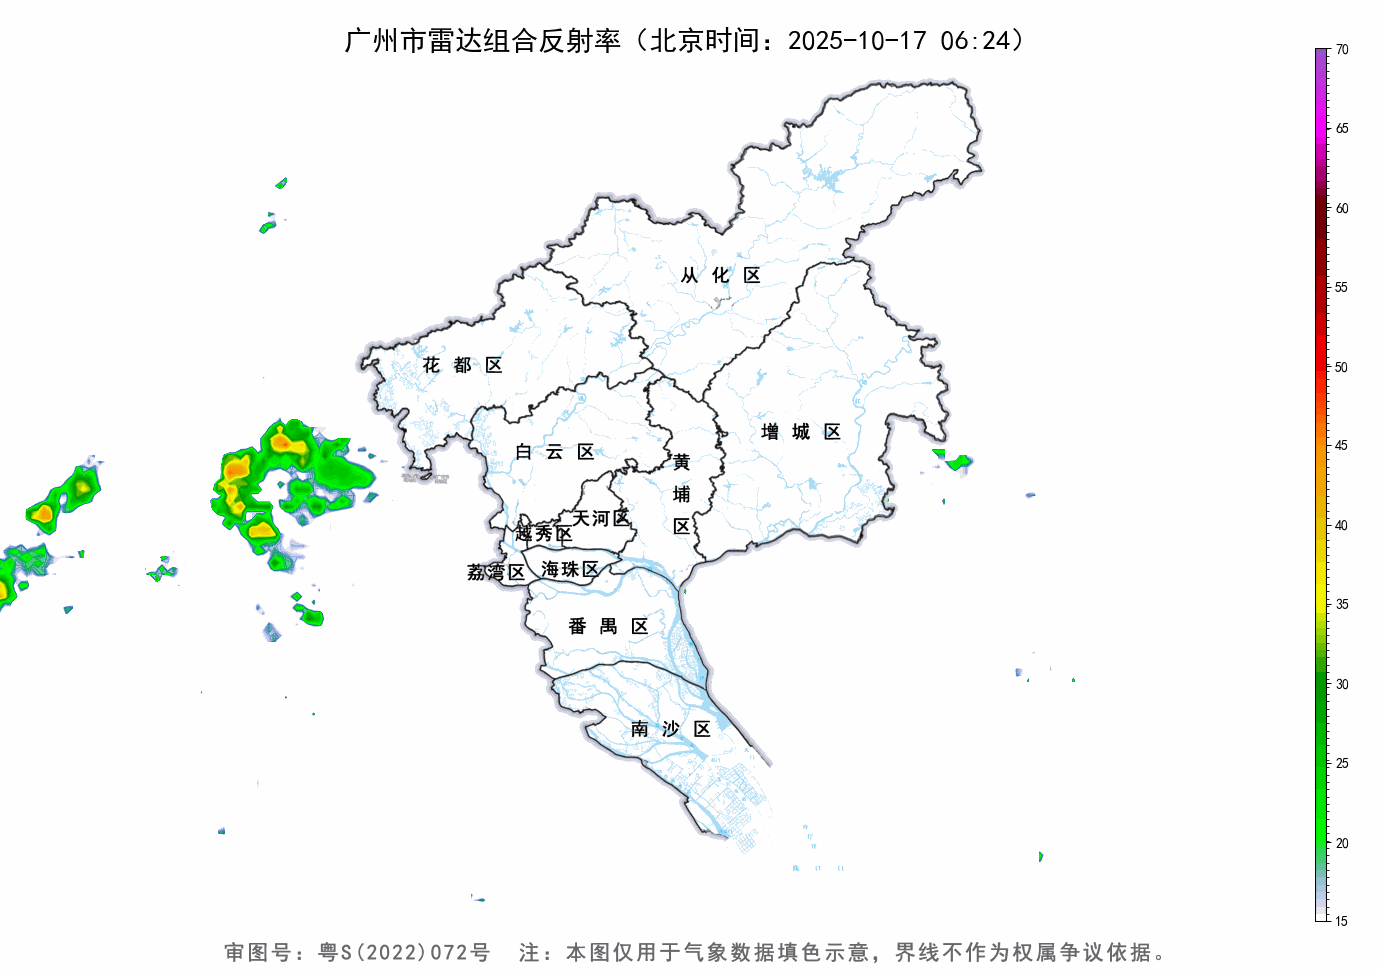 广州市雷达组合反射率（北京时间：2025-10-17 06:24）
70
65
60
55
50
45
40
35
30
25
20
15
从化区
花都区
增城区
白云区
黄埔区
天河区
越秀区
荔湾区
海珠区
番禺区
南沙区
审图号：粤S(2022)072号 注：本图仅用于气象数据填色示意，界线不作为权属争议依据。